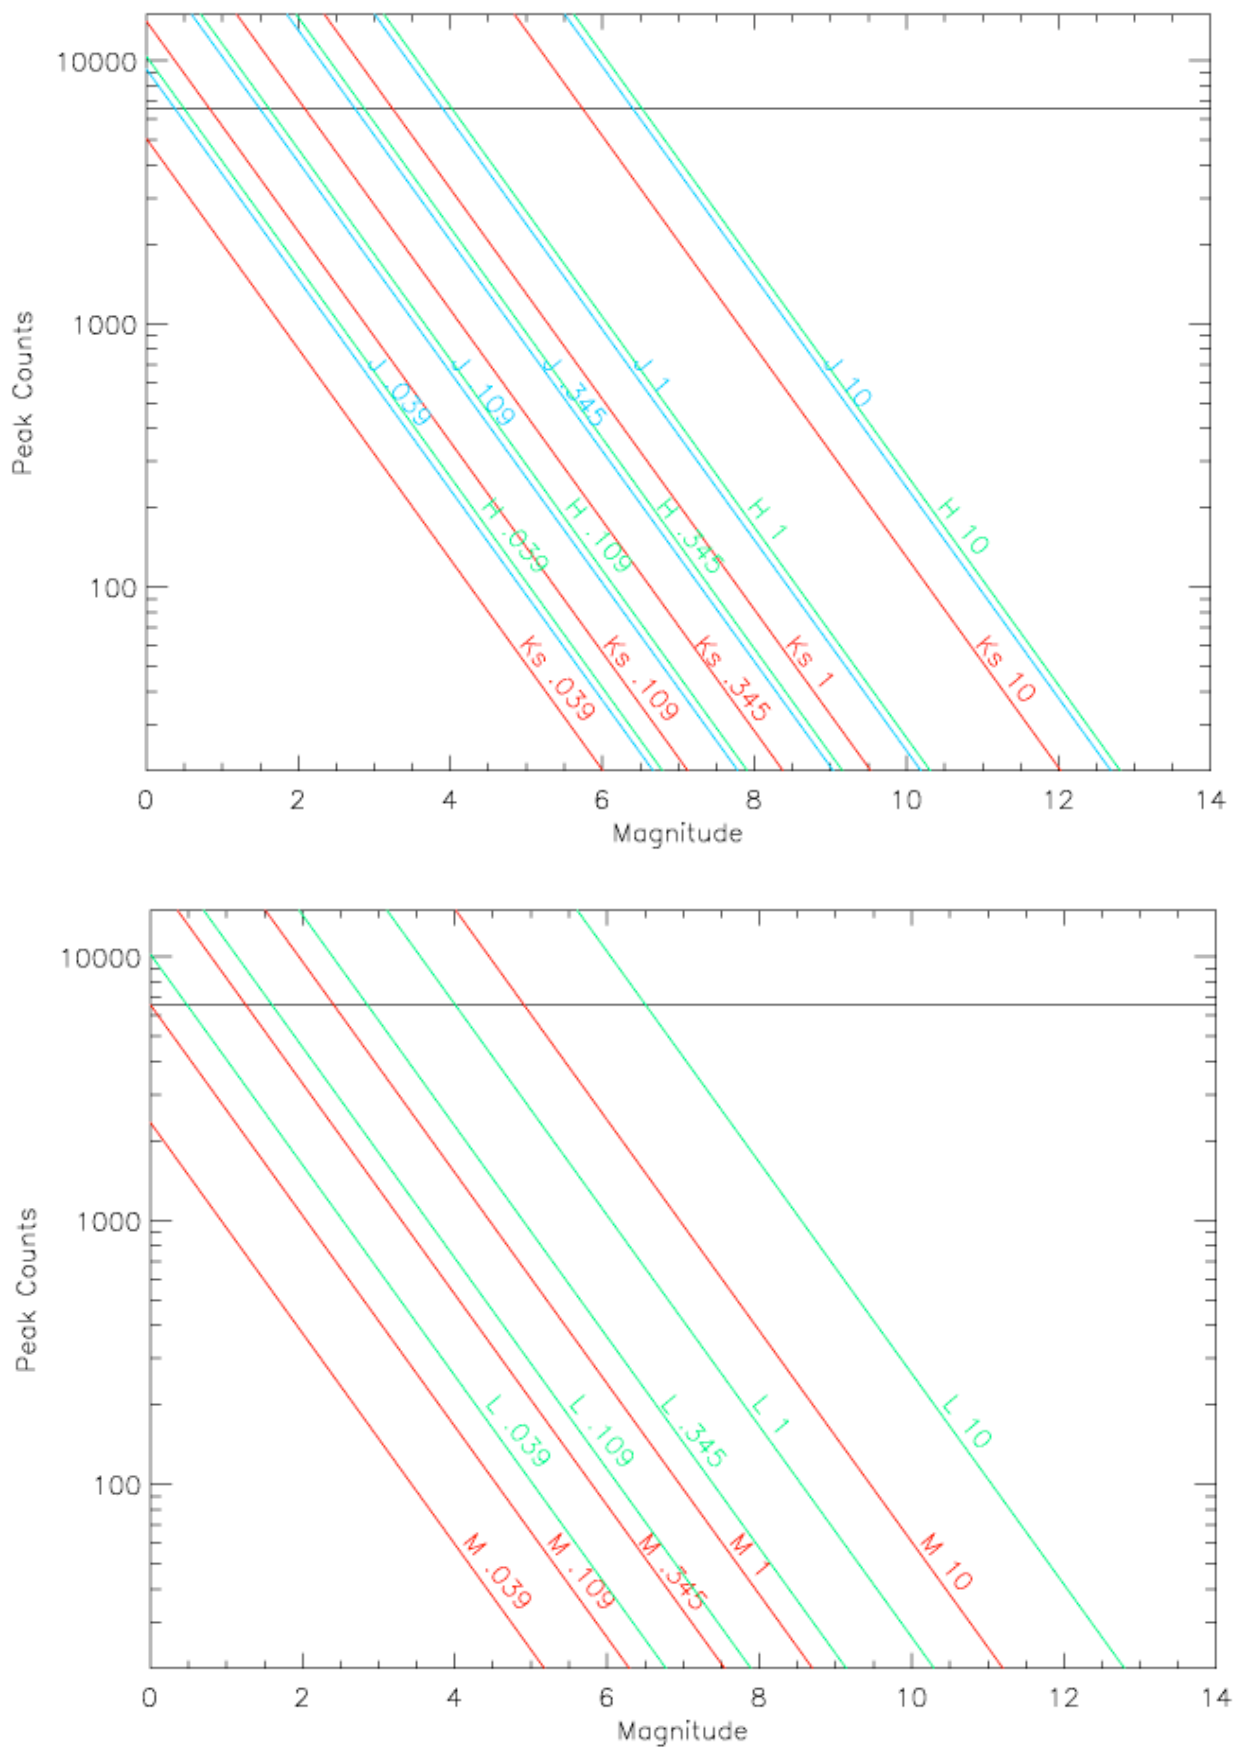 10000
1000
100
Peak Counts
J .039
J .109
J .345
J 1
J 10
H .039
H .109
H .345
H 1
H 10
Ks .039
Ks .109
Ks .345
Ks 1
Ks 10
0 2 4 6 8 10 12 14
Magnitude
10000
1000
100
Peak Counts
L .039
L .109
L .345
L 1
L 10
M .039
M .109
M .345
M 1
M 10
0 2 4 6 8 10 12 14
Magnitude